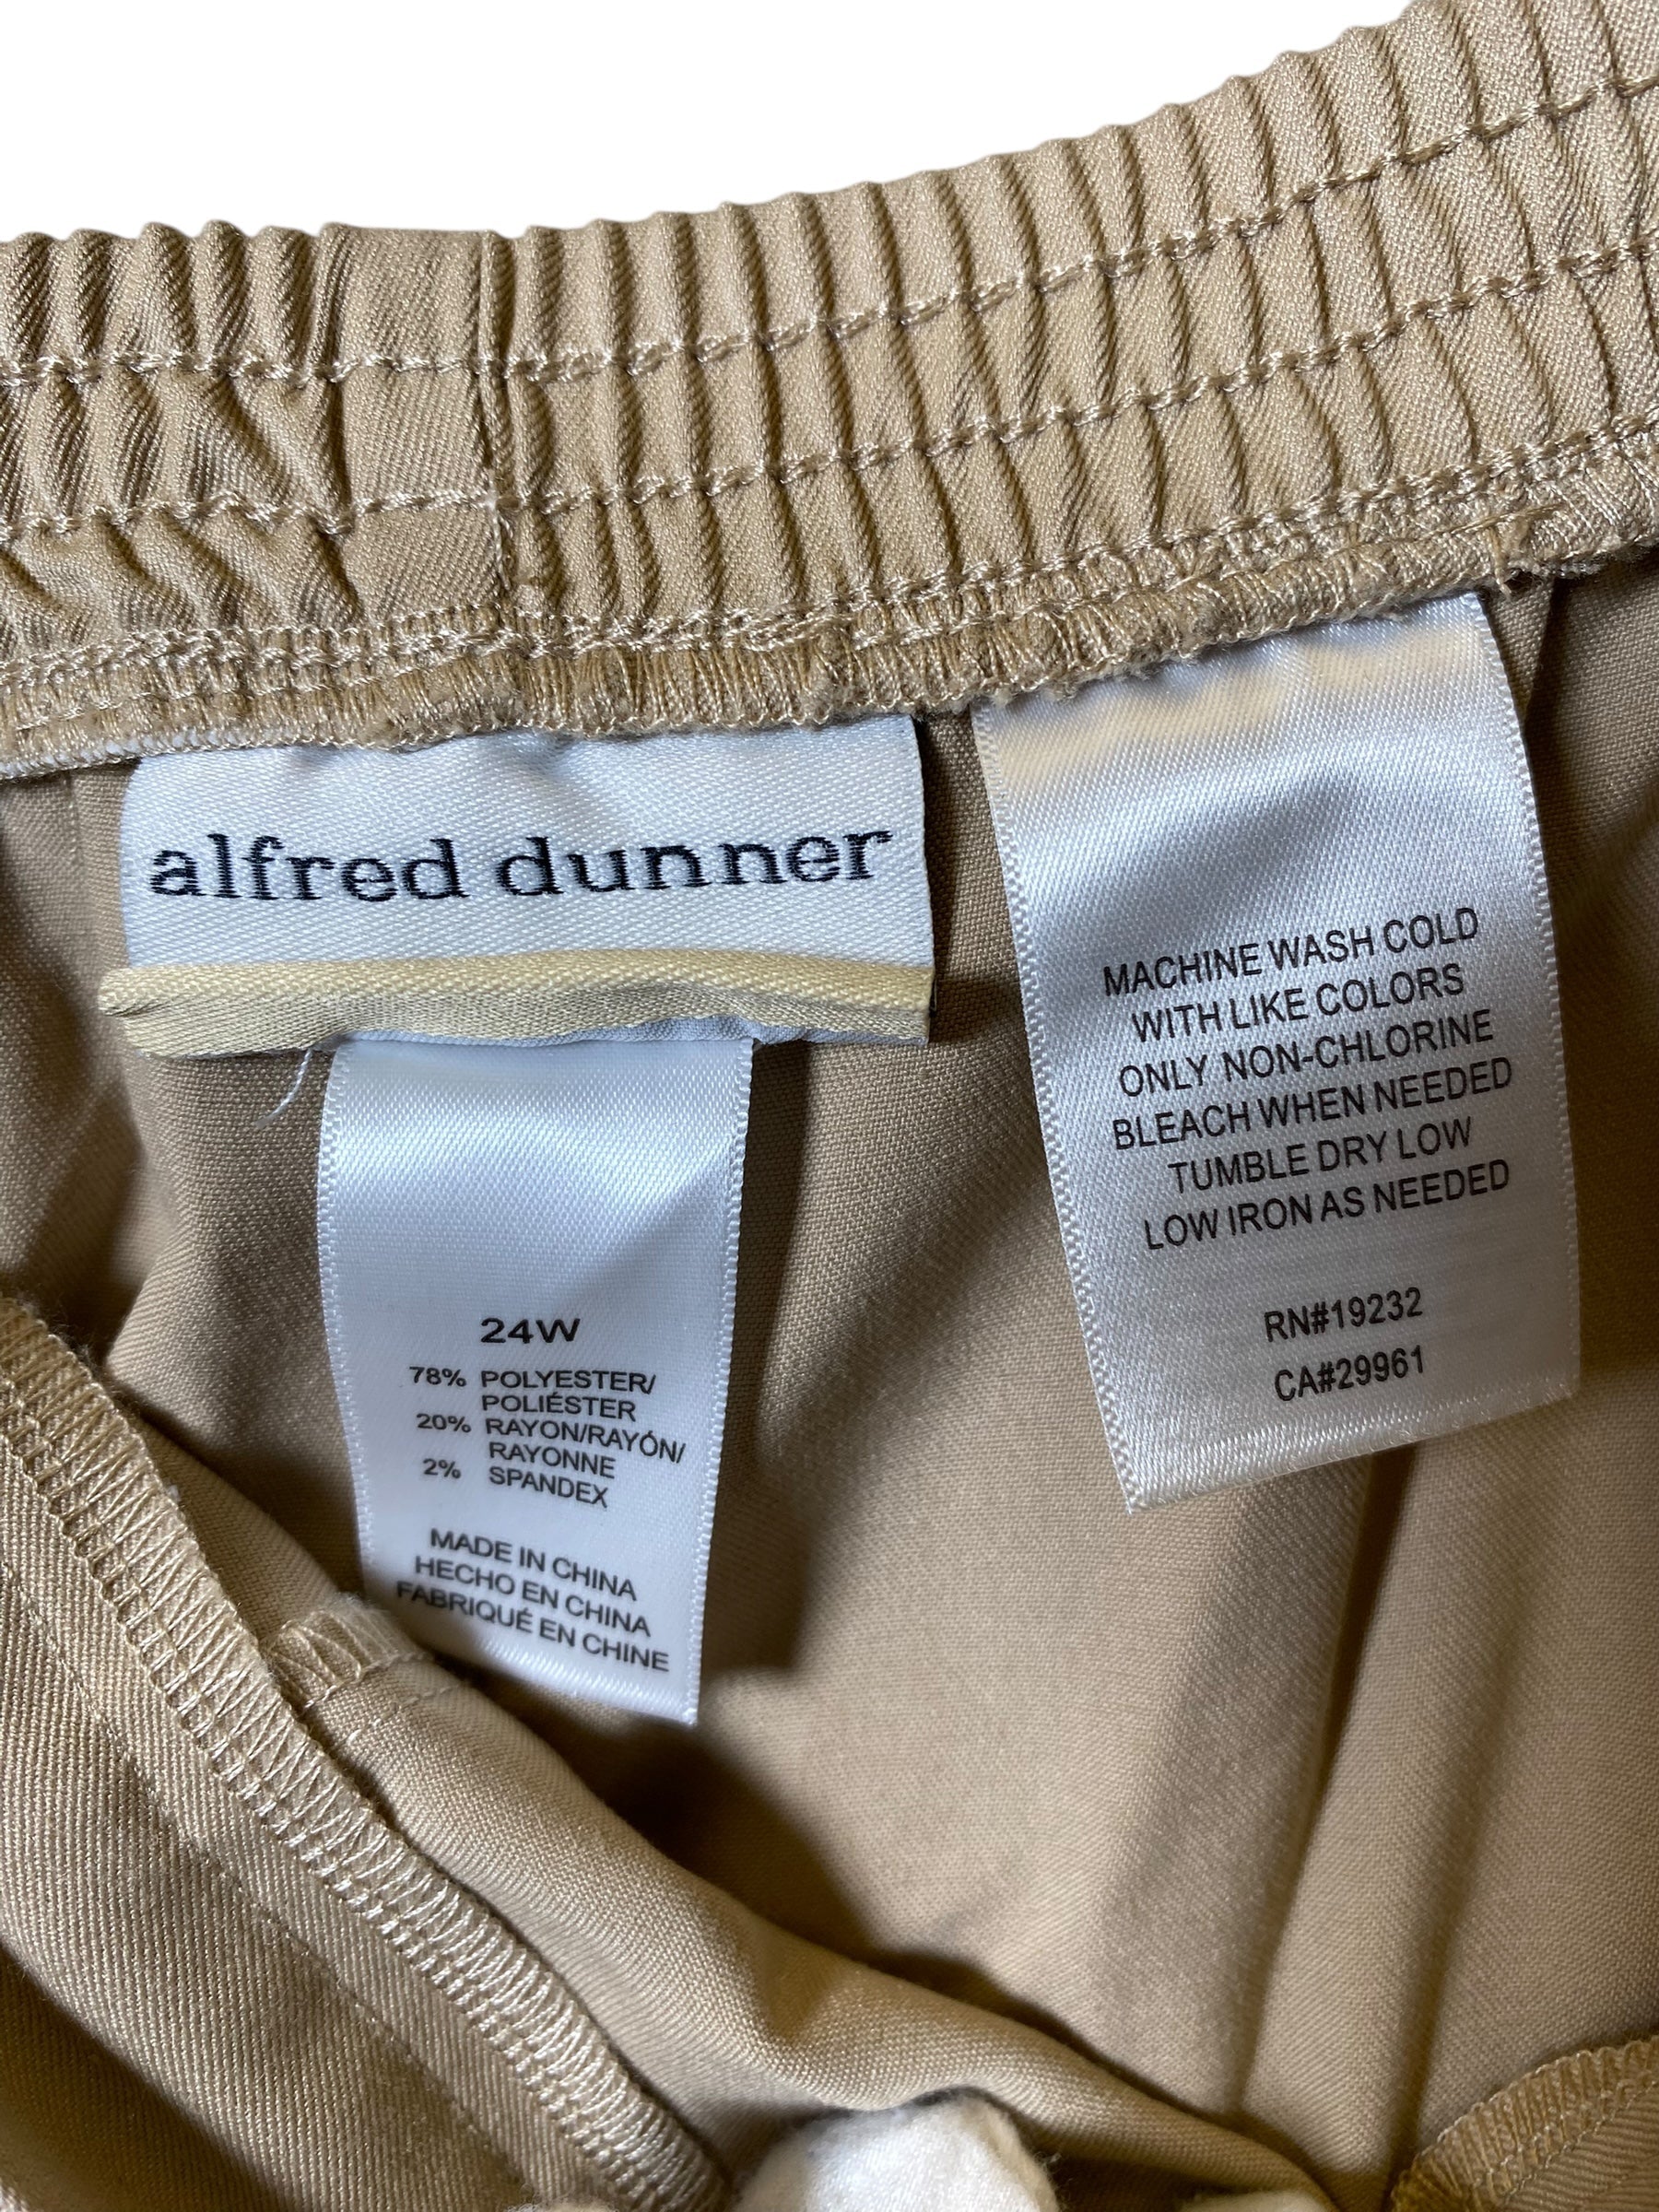 alfred dunner
24W
78% POLYESTER/
POLIÉSTER
20% RAYON/RAYÓN/
RAYONNE
2% SPANDEX
MADE IN CHINA
HECHO EN CHINA
FABRIQUÉ EN CHINE
MACHINE WASH COLD
WITH LIKE COLORS
ONLY NON-CHLORINE
BLEACH WHEN NEEDED
TUMBLE DRY LOW
LOW IRON AS NEEDED
RN#19232
CA#29961